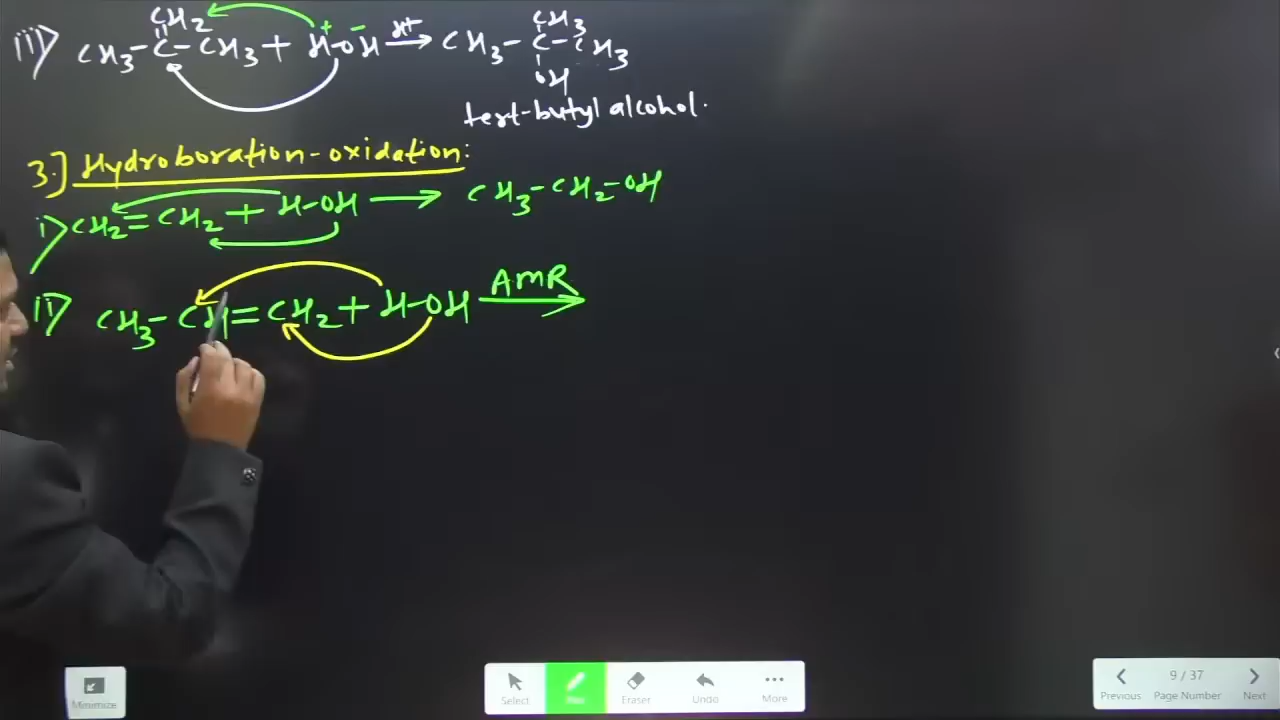 CH2
iii) CH3-C-CH3 + H-OH H+→ CH3-C-CH3
+ -
CH3
OH
tert-butyl alcohol.
3.] Hydroboration-oxidation:
i) CH2=CH2 + H-OH → CH3-CH2-OH
ii) CH3-CH=CH2 + H-OH AMR→
Minimize
Select
Pen
Eraser
Undo
More
Previous
9 / 37
Page Number
Next